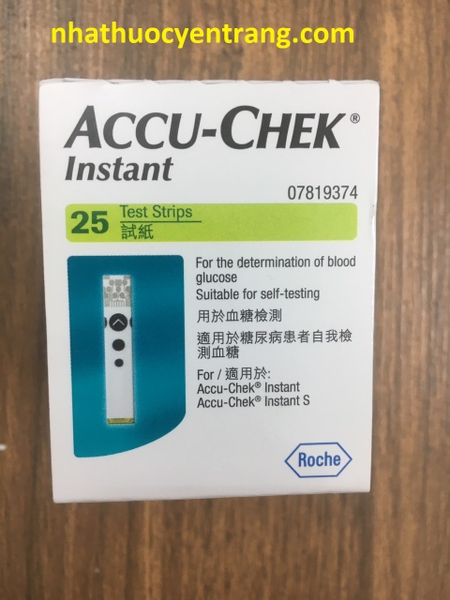 nhathuocyentrang.com
ACCU-CHEK®
Instant
07819374
25 Test Strips
試紙
For the determination of blood
glucose
Suitable for self-testing
用於血糖檢測
適用於糖尿病患者自我檢
測血糖
For / 適用於:
Accu-Chek® Instant
Accu-Chek® Instant S
Roche